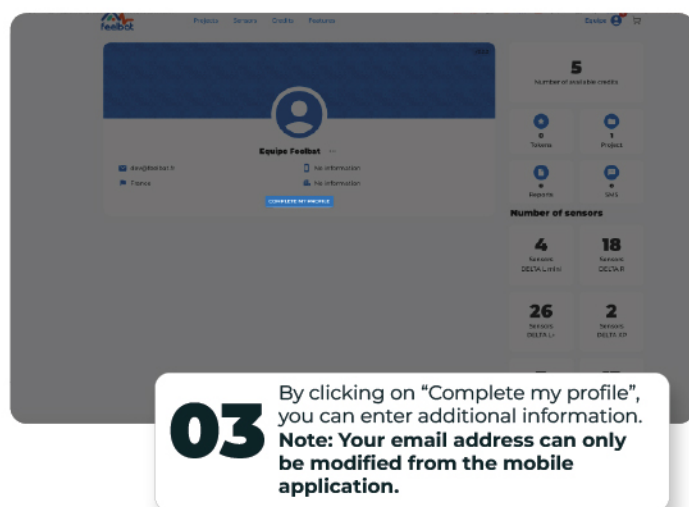 feelbat
Projects Sensors Credits Features
Equipe
5
Number of available credits
Equipe Feelbat
dev@feelbat.fr
No information
France
No information
COMPLETE MY PROFILE
0
Tokens
1
Project
Reports
SMS
Number of sensors
4
Sensors
DELTA L mini
18
Sensors
DELTA R
26
Sensors
2
Sensors
03
By clicking on “Complete my profile”,
you can enter additional information.
Note: Your email address can only
be modified from the mobile
application.